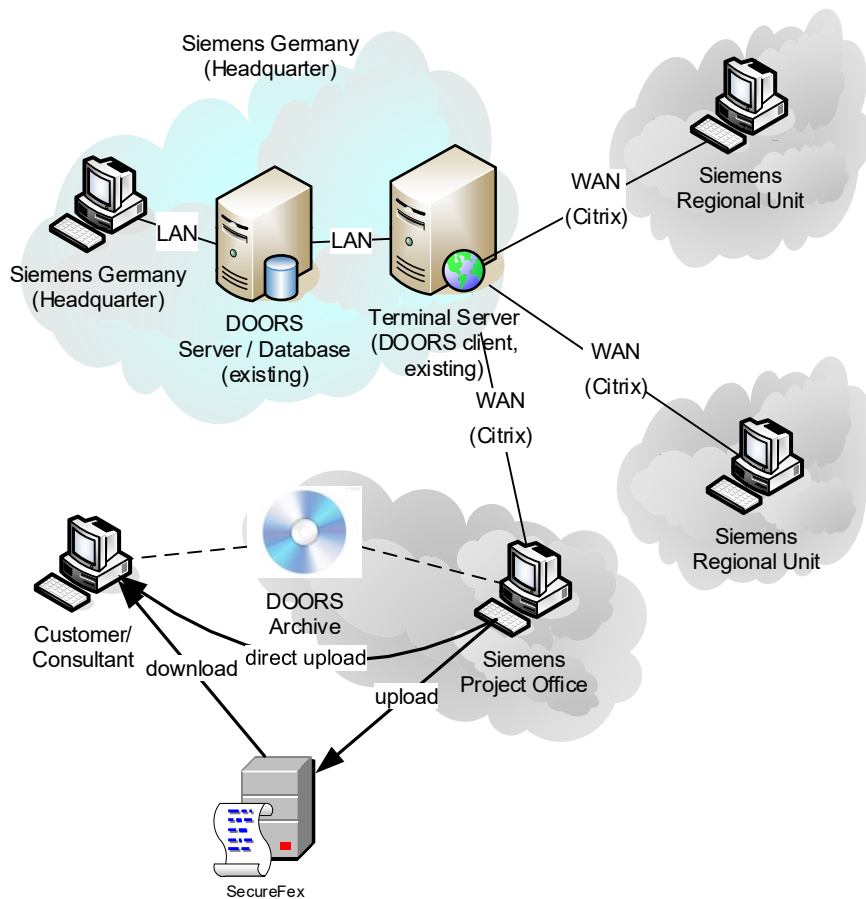 Siemens Germany
(Headquarter)
Siemens
Regional Unit
WAN
(Citrix)
LAN
LAN
Siemens Germany
(Headquarter)
DOORS
Server / Database
(existing)
Terminal Server
(DOORS client,
existing)
WAN
(Citrix)
WAN
(Citrix)
Siemens
Regional Unit
DOORS
Archive
Customer/
Consultant
direct upload
download
Siemens
Project Office
upload
SecureFex